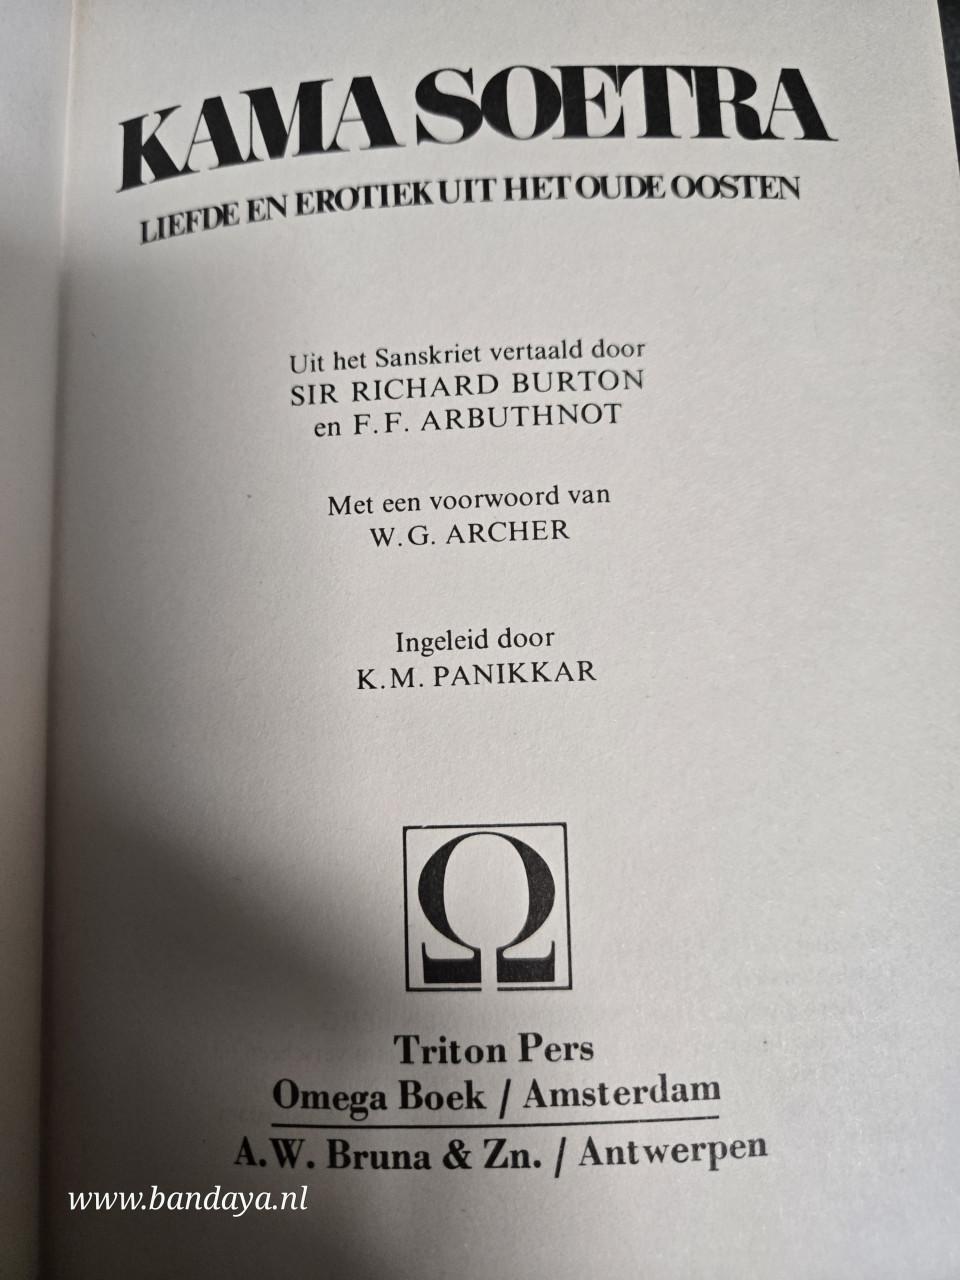 KAMA SOETRA
LIEFDE EN EROTIEK UIT HET OUDE OOSTEN
Uit het Sanskriet vertaald door
SIR RICHARD BURTON
en F.F. ARBUTHNOT
Met een voorwoord van
W.G. ARCHER
Ingeleid door
K.M. PANIKKAR
Ω
Triton Pers
Omega Boek / Amsterdam
A.W. Bruna & Zn. / Antwerpen
www.bandaya.nl